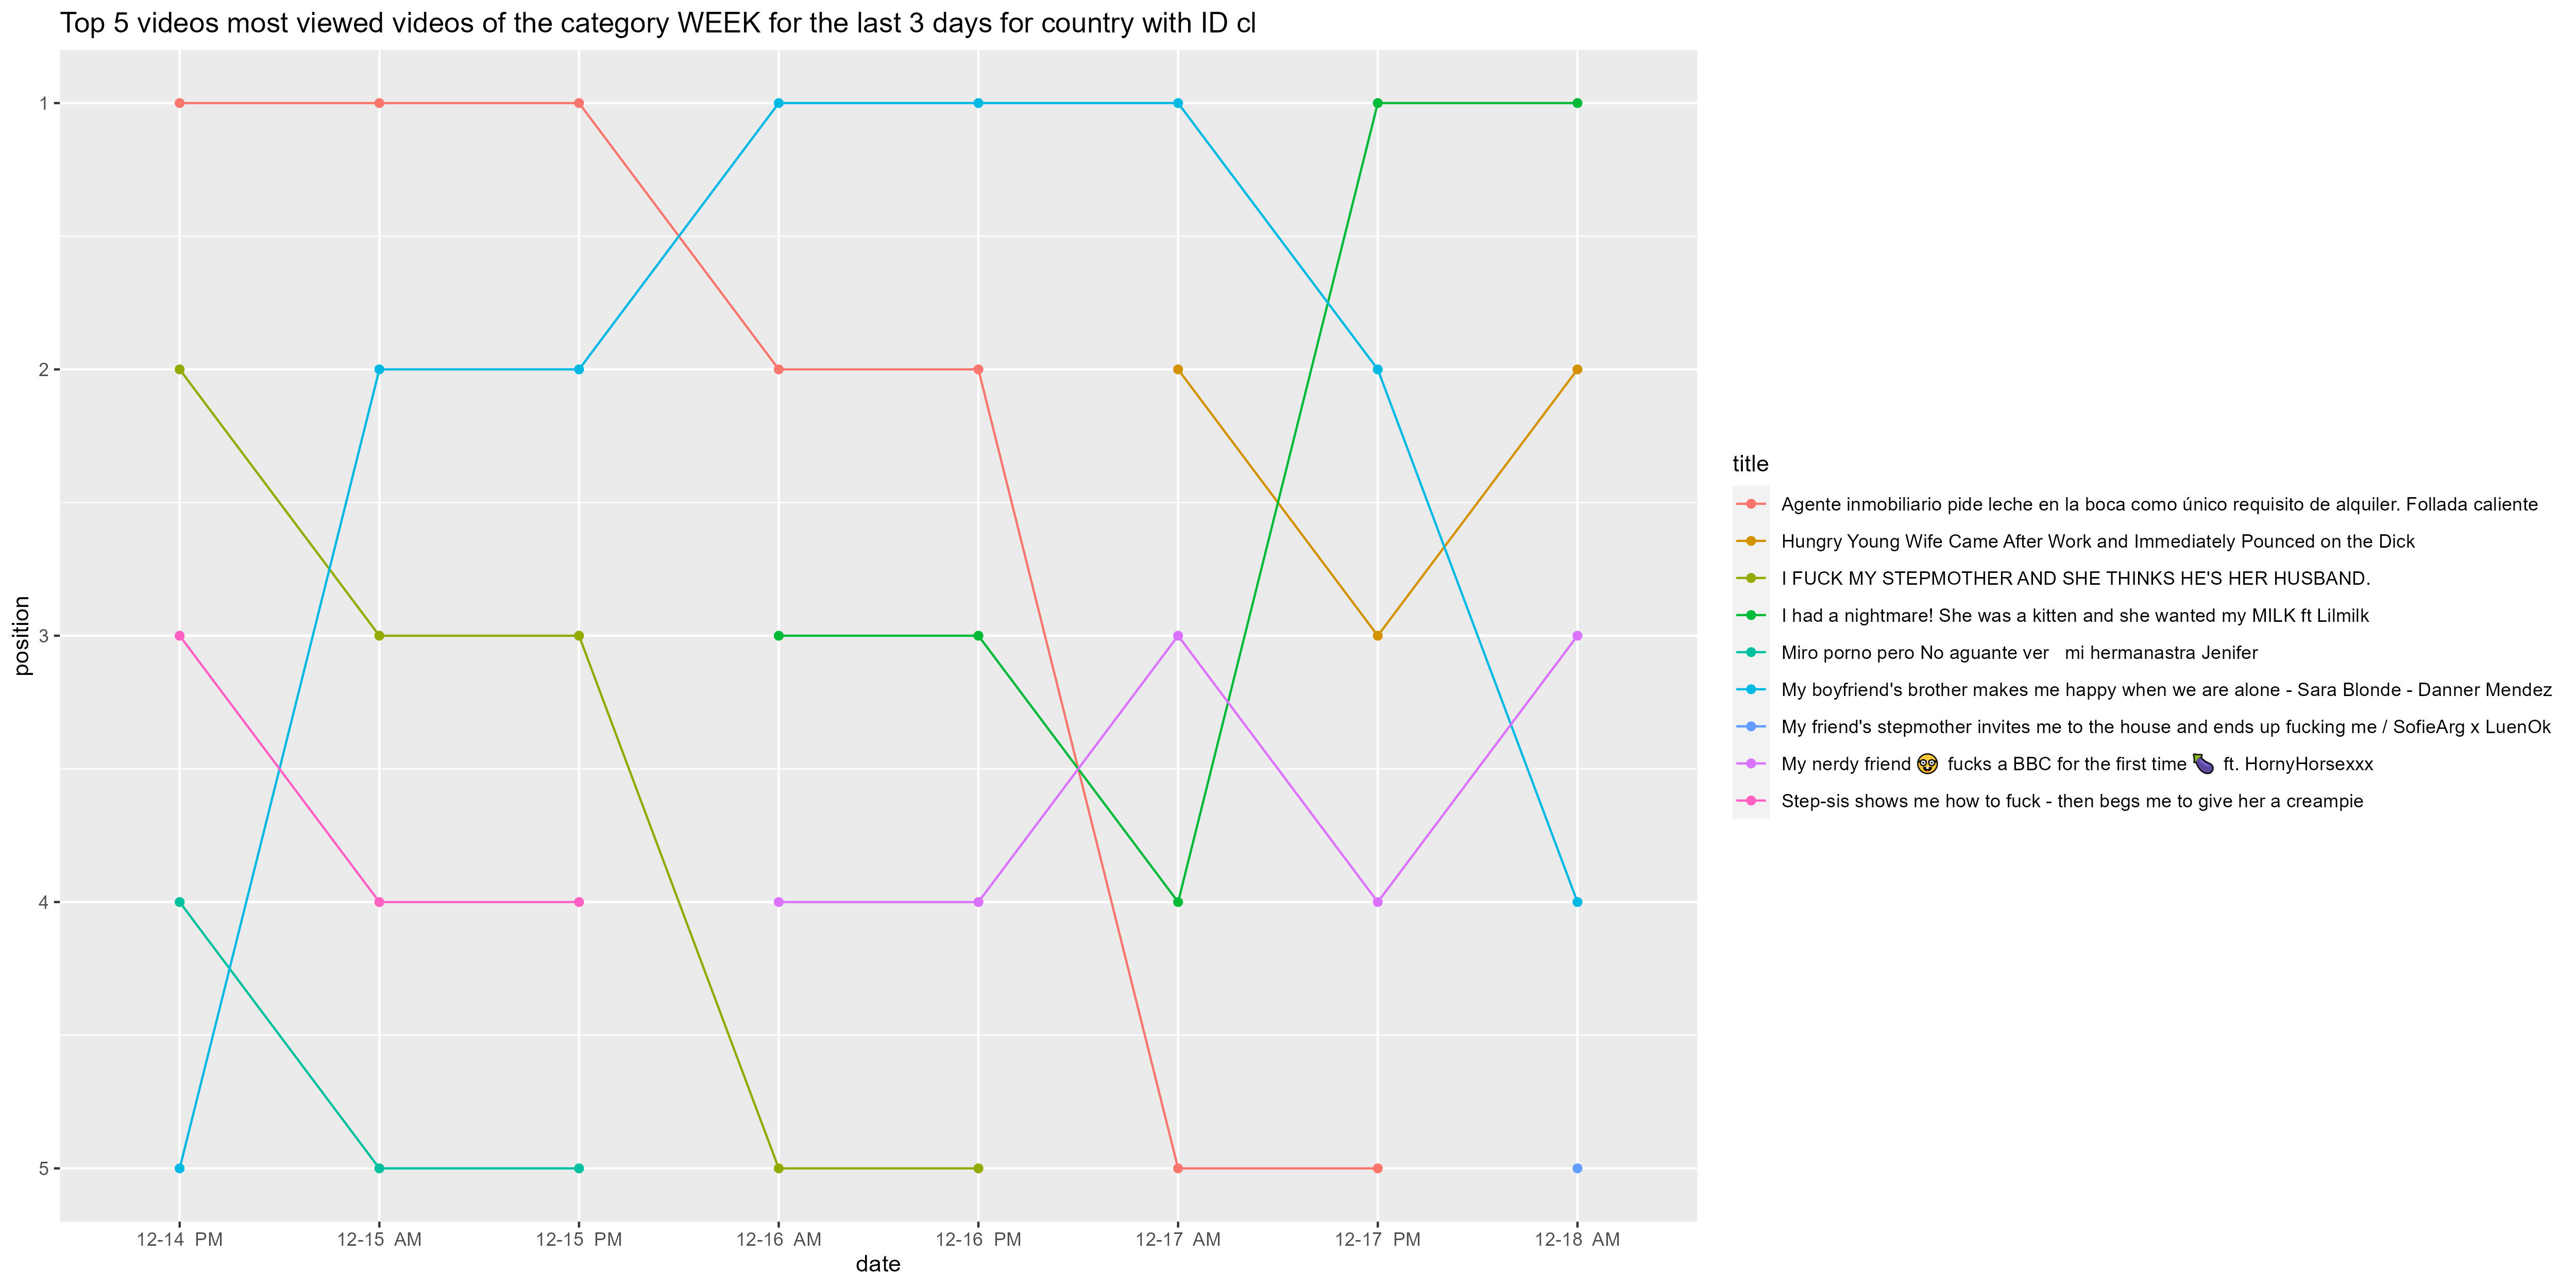 Top 5 videos most viewed videos of the category WEEK for the last 3 days for country with ID cl
position
1
2
3
4
5
12-14 PM
12-15 AM
12-15 PM
12-16 AM
12-16 PM
12-17 AM
12-17 PM
12-18 AM
date
title
Agente inmobiliario pide leche en la boca como único requisito de alquiler. Follada caliente
Hungry Young Wife Came After Work and Immediately Pounced on the Dick
I FUCK MY STEPMOTHER AND SHE THINKS HE'S HER HUSBAND.
I had a nightmare! She was a kitten and she wanted my MILK ft Lilmilk
Miro porno pero No aguante ver mi hermanastra Jenifer
My boyfriend's brother makes me happy when we are alone - Sara Blonde - Danner Mendez
My friend's stepmother invites me to the house and ends up fucking me / SofieArg x LuenOk
My nerdy friend 🤓 fucks a BBC for the first time 🍆 ft. HornyHorsexxx
Step-sis shows me how to fuck - then begs me to give her a creampie